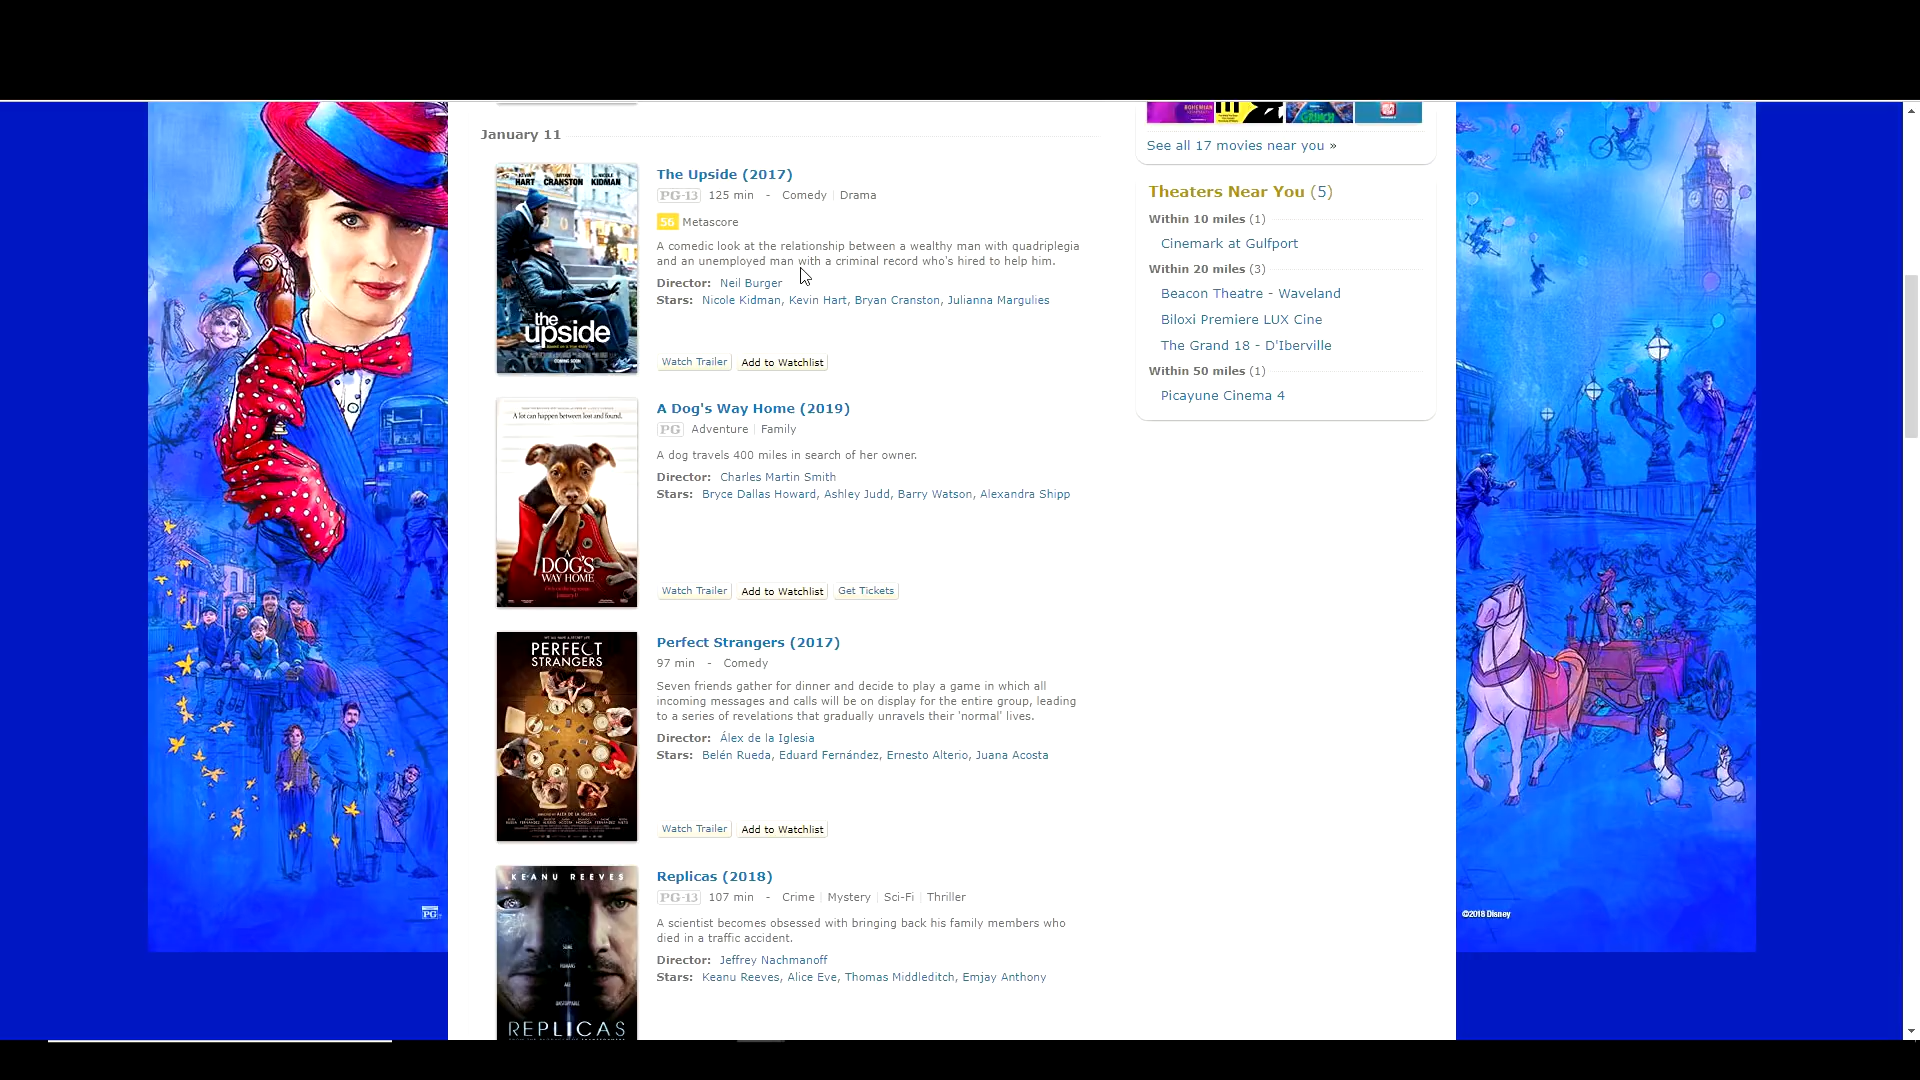 January 11
KEVIN HART BRYAN CRANSTON NICOLE KIDMAN
the
upside
COMING SOON
The Upside (2017)
PG-13 125 min - Comedy | Drama
56 Metascore
A comedic look at the relationship between a wealthy man with quadriplegia
and an unemployed man with a criminal record who's hired to help him.
Director: Neil Burger
Stars: Nicole Kidman, Kevin Hart, Bryan Cranston, Julianna Margulies
Watch Trailer Add to Watchlist
A lot can happen between lost and found.
A
DOG'S
WAY HOME
A Dog's Way Home (2019)
PG Adventure | Family
A dog travels 400 miles in search of her owner.
Director: Charles Martin Smith
Stars: Bryce Dallas Howard, Ashley Judd, Barry Watson, Alexandra Shipp
Watch Trailer Add to Watchlist Get Tickets
PERFECT
STRANGERS
Perfect Strangers (2017)
97 min - Comedy
Seven friends gather for dinner and decide to play a game in which all
incoming messages and calls will be on display for the entire group, leading
to a series of revelations that gradually unravels their 'normal' lives.
Director: Álex de la Iglesia
Stars: Belén Rueda, Eduard Fernández, Ernesto Alterio, Juana Acosta
Watch Trailer Add to Watchlist
KEANU REEVES
SOME
HUMANS
ARE
UNSTOPPABLE
REPLICAS
Replicas (2018)
PG-13 107 min - Crime | Mystery | Sci-Fi | Thriller
A scientist becomes obsessed with bringing back his family members who
died in a traffic accident.
Director: Jeffrey Nachmanoff
Stars: Keanu Reeves, Alice Eve, Thomas Middleditch, Emjay Anthony
BOHEMIAN
GRINCH
See all 17 movies near you »
Theaters Near You (5)
Within 10 miles (1)
Cinemark at Gulfport
Within 20 miles (3)
Beacon Theatre - Waveland
Biloxi Premiere LUX Cine
The Grand 18 - D'Iberville
Within 50 miles (1)
Picayune Cinema 4
PG
©2018 Disney